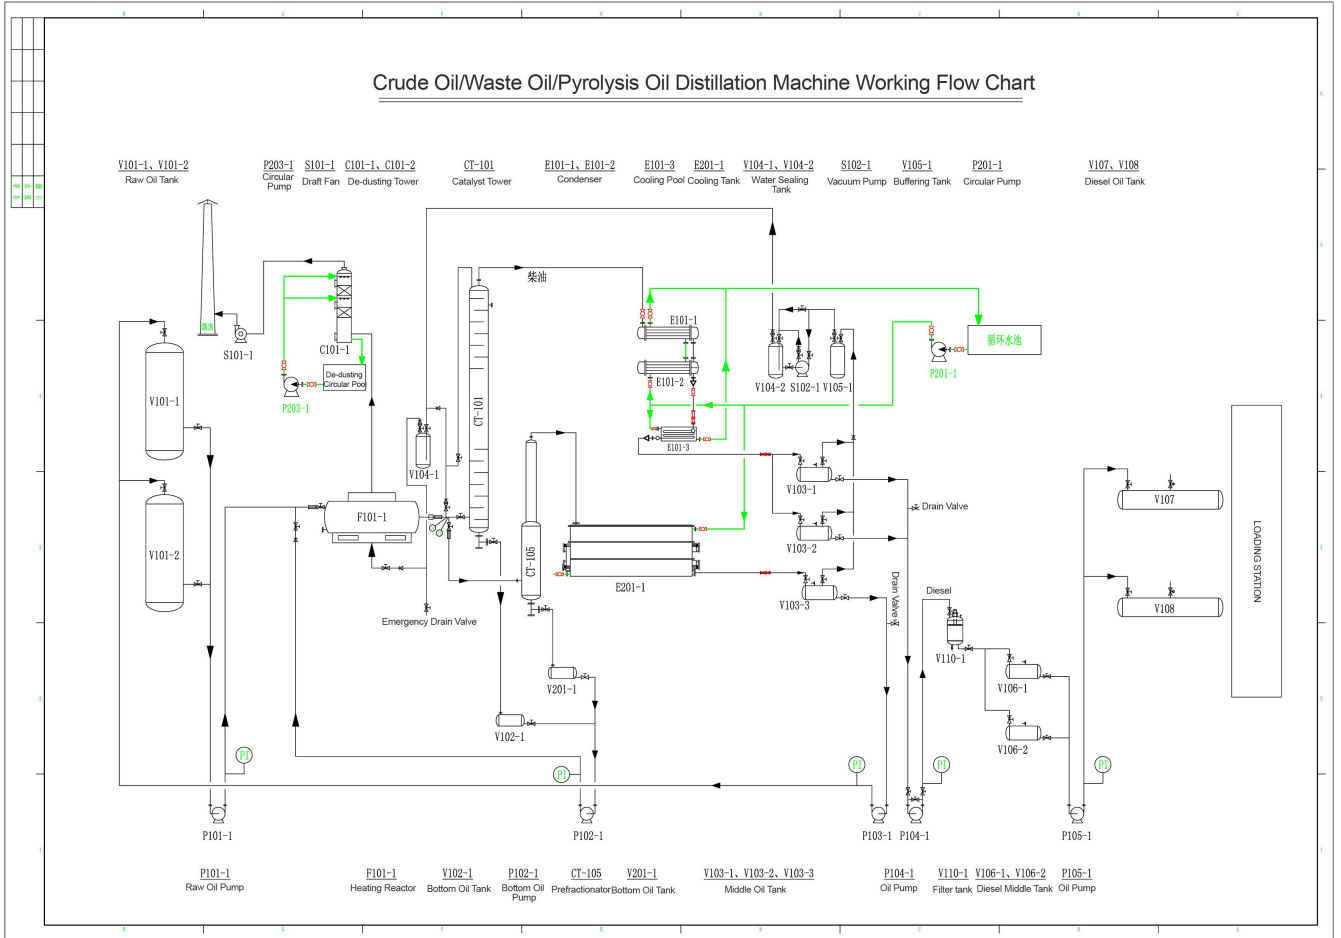 Crude Oil/Waste Oil/Pyrolysis Oil Distillation Machine Working Flow Chart
V101-1、V101-2
Raw Oil Tank
P203-1
Circular
Pump
S101-1
Draft Fan
C101-1、C101-2
De-dusting Tower
CT-101
Catalyst Tower
E101-1、E101-2
Condenser
E101-3
Cooling Pool
E201-1
Cooling Tank
V104-1、V104-2
Water Sealing
Tank
S102-1
Vacuum Pump
V105-1
Buffering Tank
P201-1
Circular Pump
V107、V108
Diesel Oil Tank
柴油
E101-1
循环水池
S101-1
C101-1
P201-1
De-dusting
Circular Pool
E101-2
V104-2
S102-1
V105-1
V101-1
P203-1
CT-101
E101-3
V104-1
V103-1
V107
Drain Valve
F101-1
V103-2
V101-2
CT-105
E201-1
LOADING STATION
Drain Valve
Diesel
V103-3
V108
Emergency Drain Valve
V110-1
V201-1
V106-1
V102-1
V106-2
PI
PI
PI
PI
PI
P101-1
P102-1
P103-1
P104-1
P105-1
P101-1
Raw Oil Pump
F101-1
Heating Reactor
V102-1
Bottom Oil Tank
P102-1
Bottom Oil
Pump
CT-105
Prefractionator
V201-1
Bottom Oil Tank
V103-1、V103-2、V103-3
Middle Oil Tank
P104-1
Oil Pump
V110-1
Filter tank
V106-1、V106-2
Diesel Middle Tank
P105-1
Oil Pump